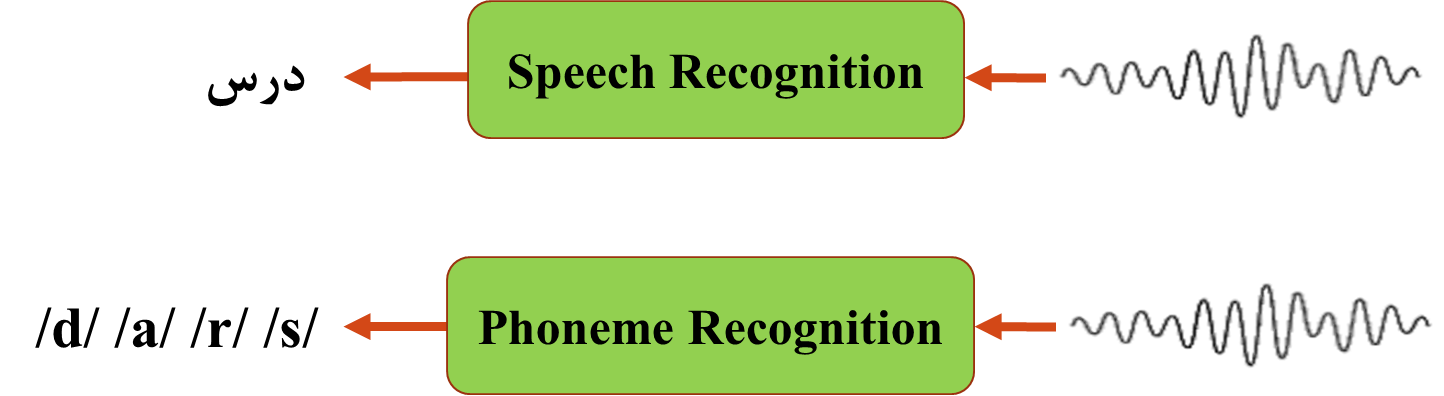 درس
Speech Recognition
/d/ /a/ /r/ /s/
Phoneme Recognition